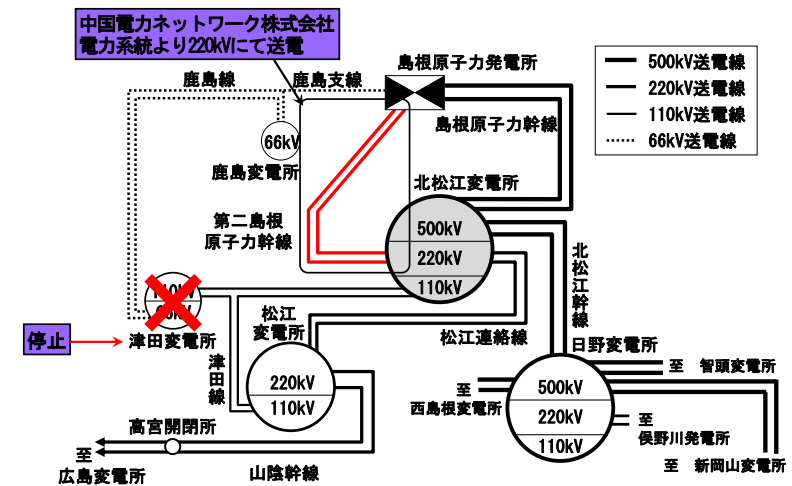 中国電力ネットワーク株式会社
電力系統より220kVにて送電
鹿島線
鹿島支線
島根原子力発電所
500kV送電線
220kV送電線
110kV送電線
66kV送電線
島根原子力幹線
66kV
鹿島変電所
北松江変電所
第二島根
原子力幹線
500kV
220kV
110kV
北松江幹線
津田変電所
停止
松江
変電所
松江連絡線
日野変電所
津田線
220kV
110kV
至 智頭変電所
至
西島根変電所
500kV
220kV
110kV
至
俣野川発電所
高宮開閉所
至
広島変電所
山陰幹線
至 新岡山変電所